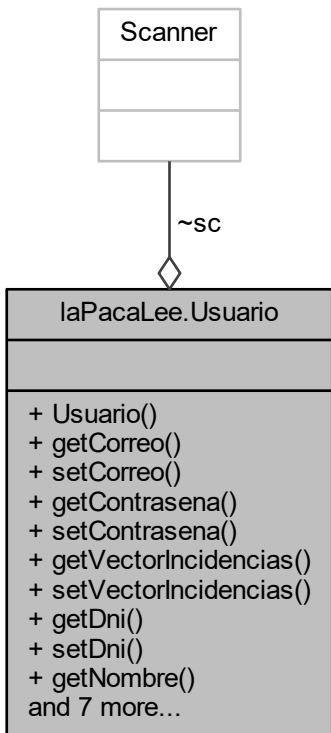 Scanner
~sc
laPacaLee.Usuario
+ Usuario()
+ getCorreo()
+ setCorreo()
+ getContrasena()
+ setContrasena()
+ getVectorIncidencias()
+ setVectorIncidencias()
+ getDni()
+ setDni()
+ getNombre()
and 7 more...